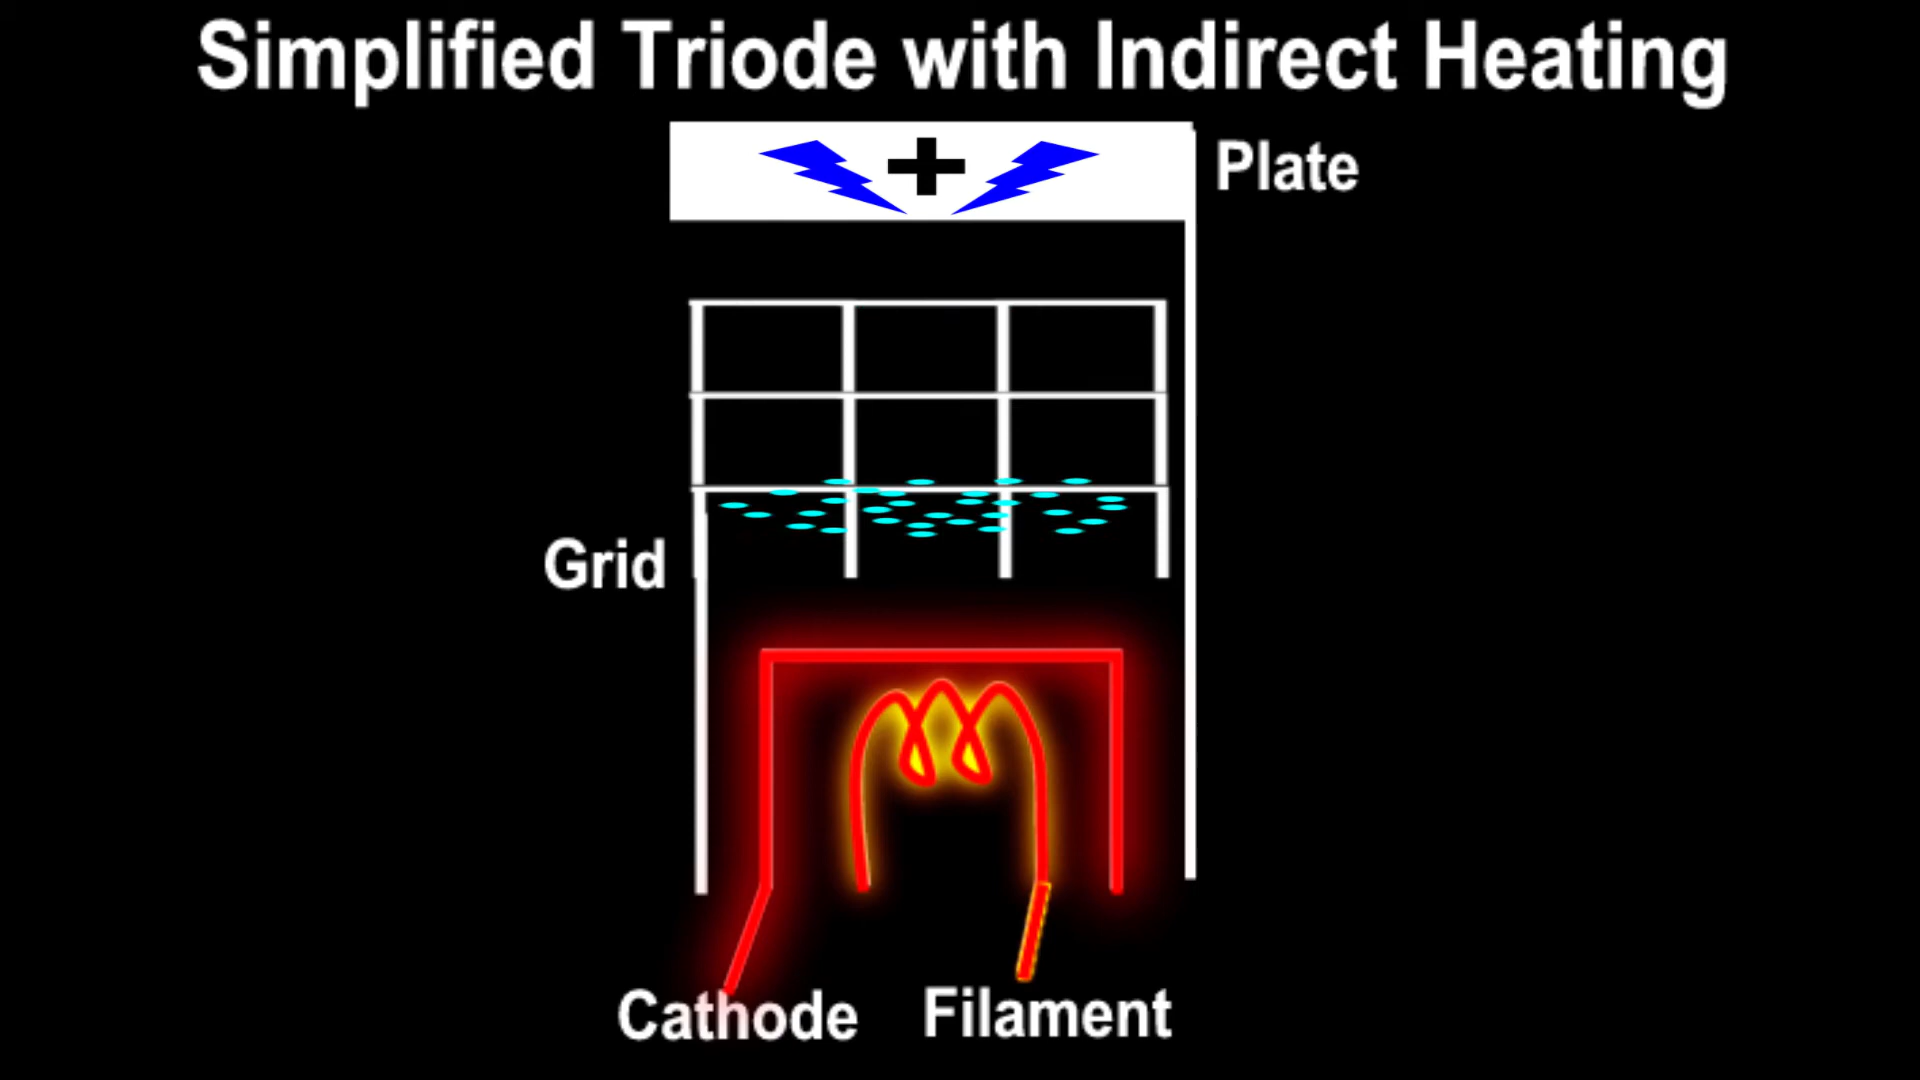 Simplified Triode with Indirect Heating
+
Plate
Grid
Cathode
Filament